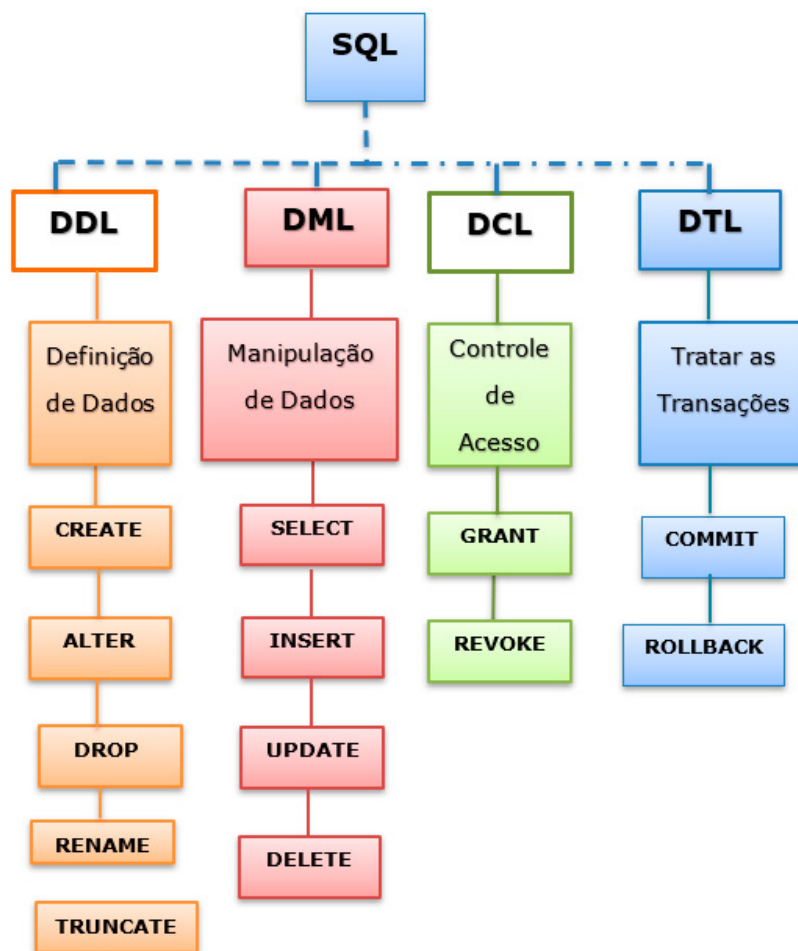 SQL
DDL
DML
DCL
DTL
Definição
de Dados
Manipulação
de Dados
Controle
de
Acesso
Tratar as
Transações
CREATE
SELECT
GRANT
COMMIT
ALTER
INSERT
REVOKE
ROLLBACK
DROP
UPDATE
RENAME
DELETE
TRUNCATE